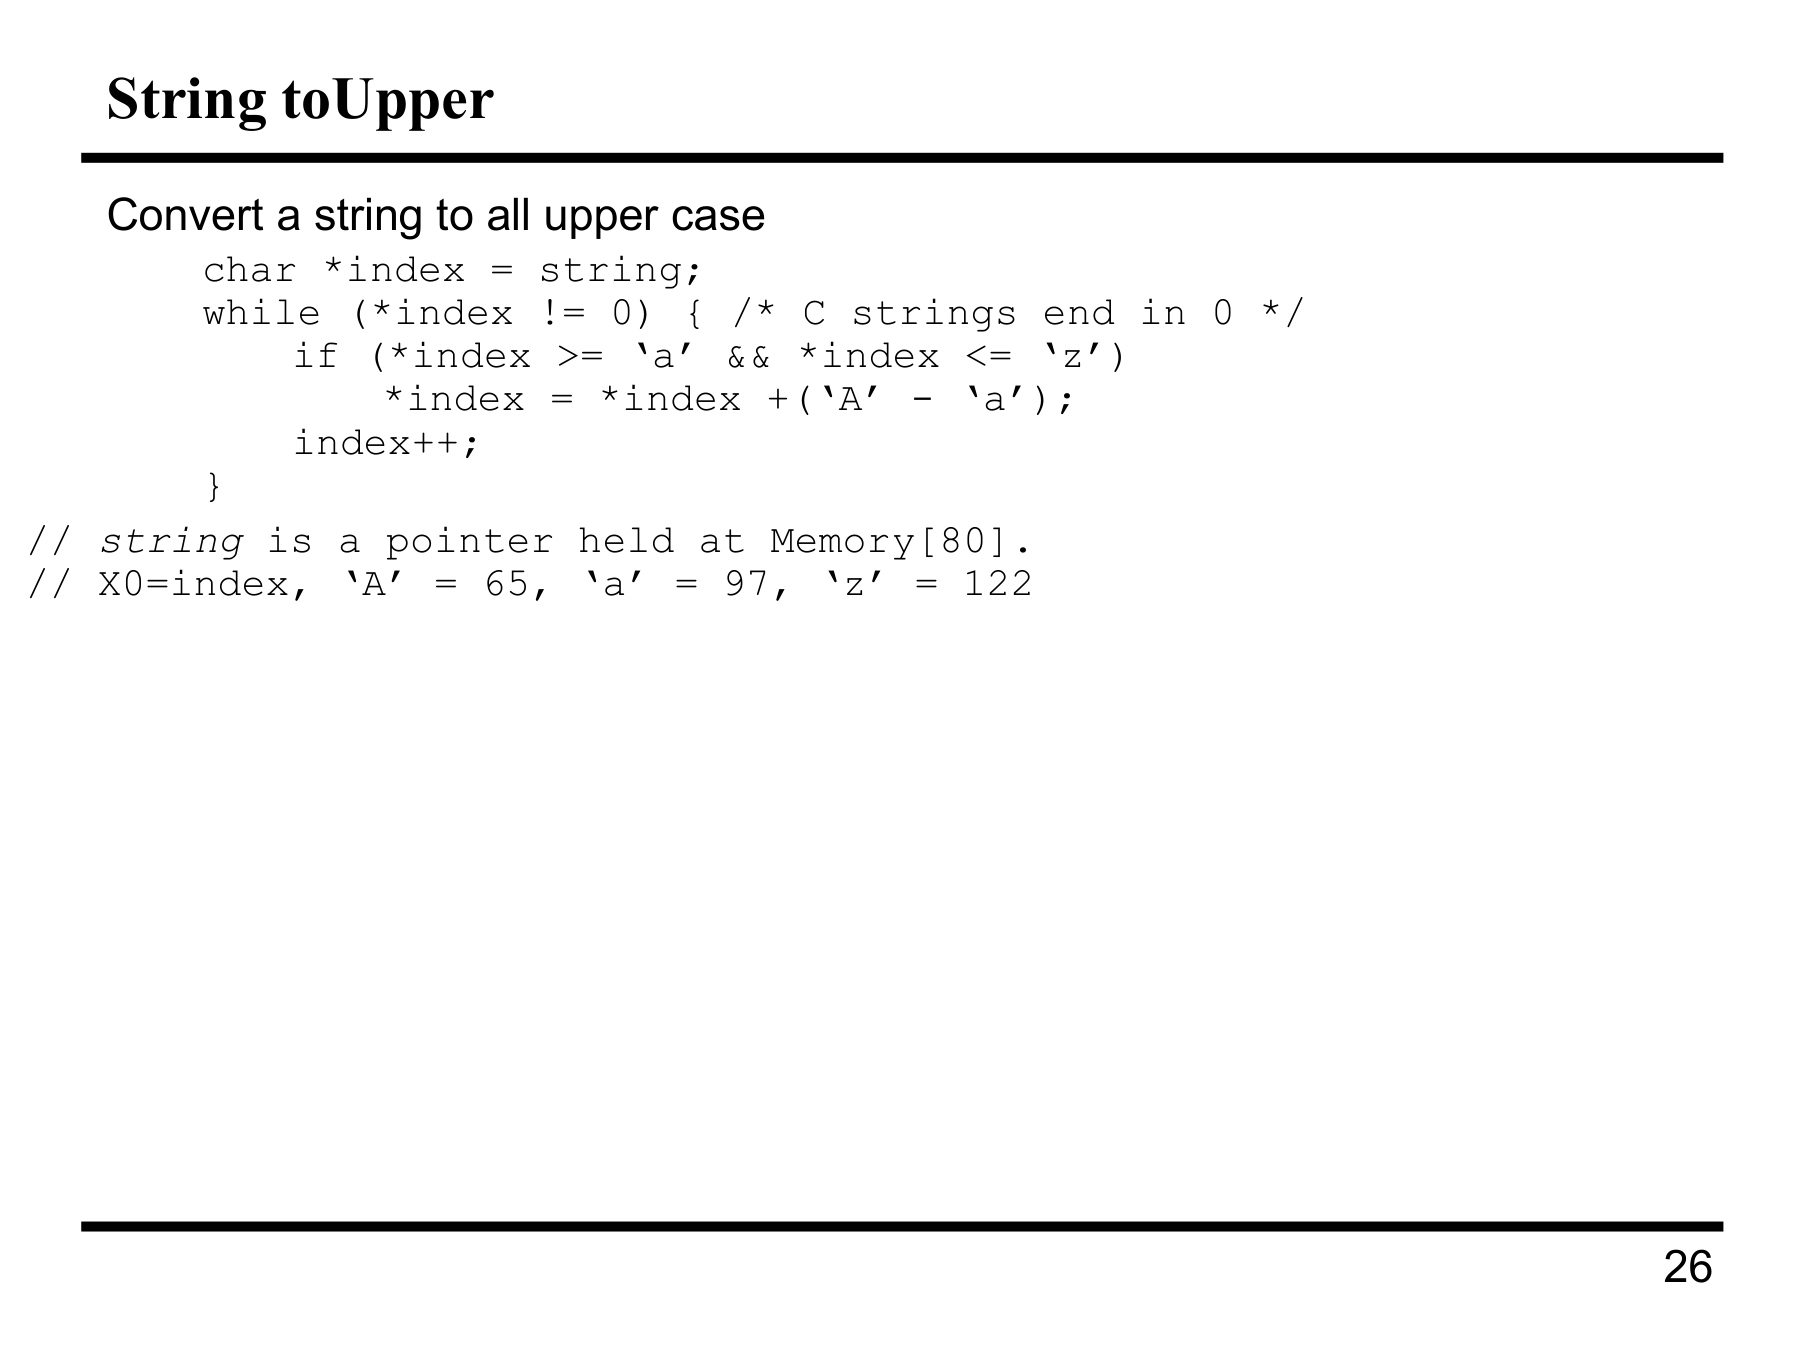 String toUpper
Convert a string to all upper case
char *index = string;
while (*index != 0) { /* C strings end in 0 */
if (*index >= ‘a’ && *index <= ‘z’)
*index = *index +(‘A’ - ‘a’);
index++;
}
// string is a pointer held at Memory[80].
// X0=index, ‘A’ = 65, ‘a’ = 97, ‘z’ = 122
26